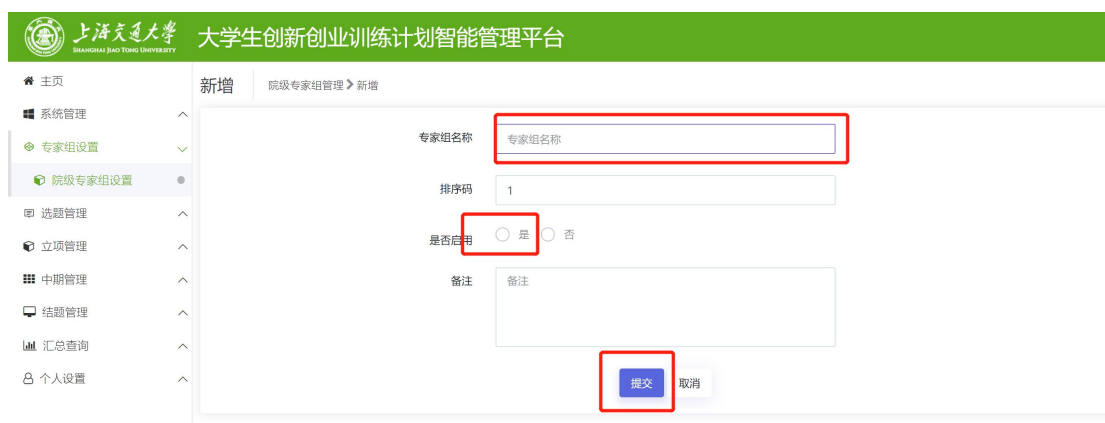 上海交通大学 大学生创新创业训练计划智能管理平台
SHANGHAI JIAO TONG UNIVERSITY
主页
系统管理
专家组设置
院级专家组设置
选题管理
立项管理
中期管理
结题管理
汇总查询
个人设置
新增 院级专家组管理 > 新增
专家组名称 专家组名称
排序码 1
是否启用 是 否
备注 备注
提交 取消